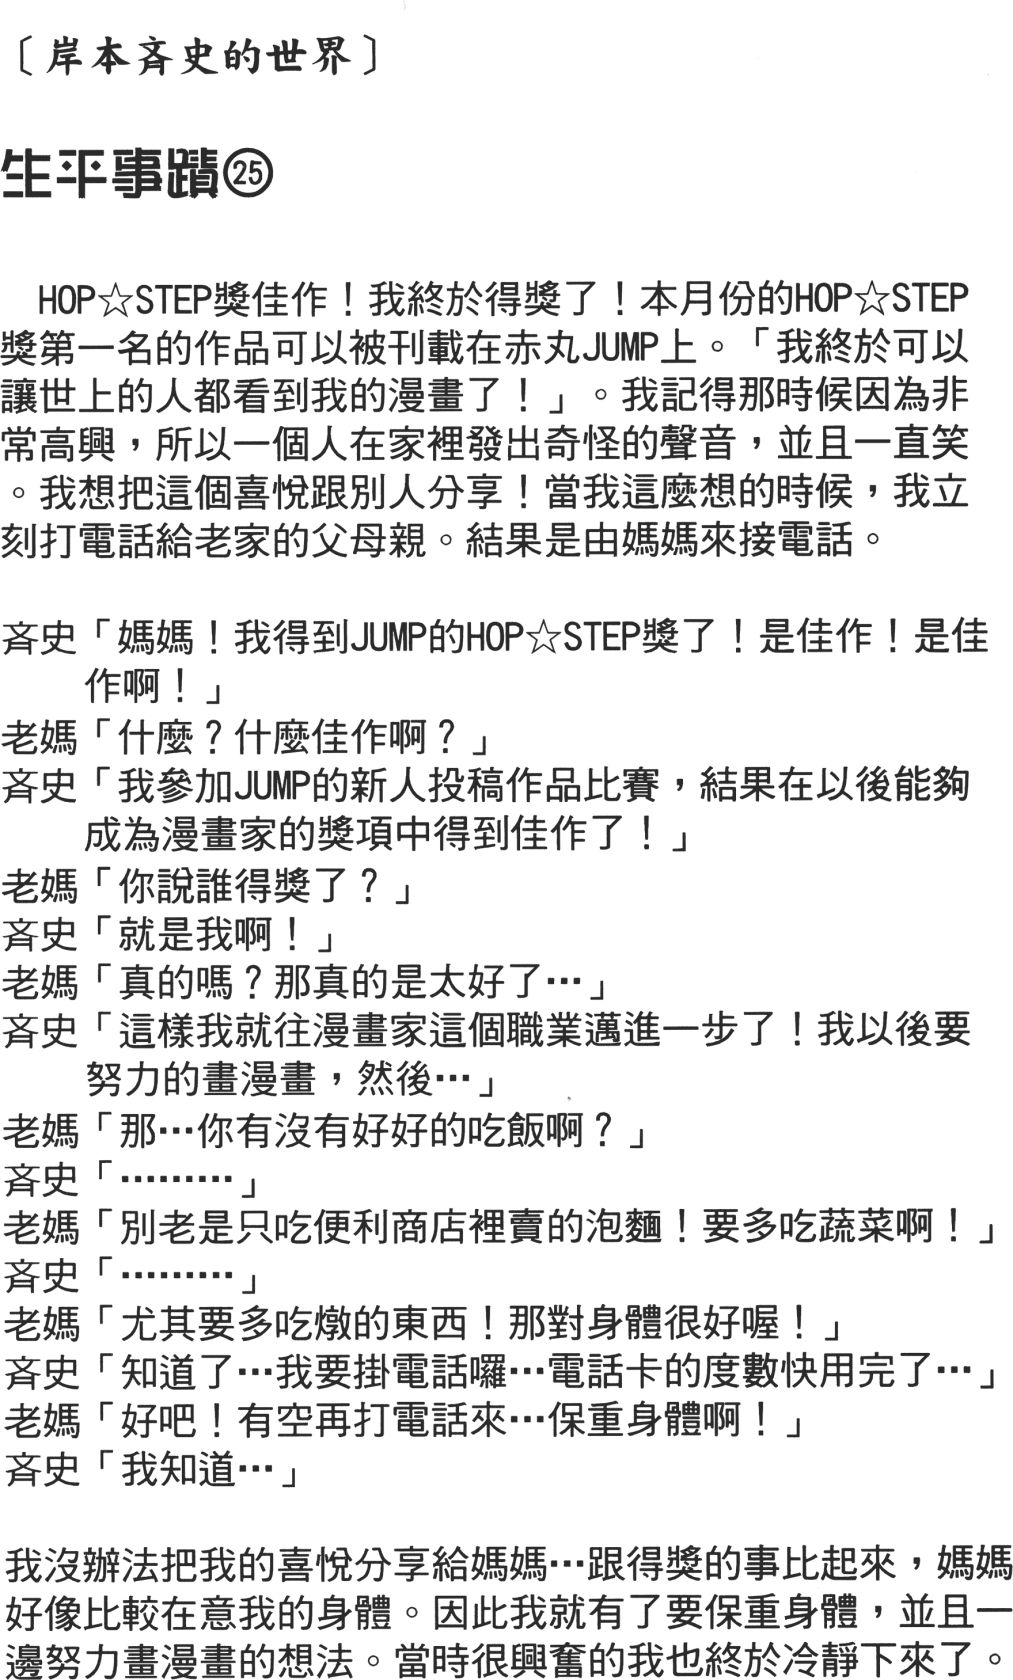 〔岸本斉史的世界〕
生平事蹟㉕
HOP☆STEP獎佳作！我終於得獎了！本月份的HOP☆STEP
獎第一名的作品可以被刊載在赤丸JUMP上。「我終於可以
讓世上的人都看到我的漫畫了！」。我記得那時候因為非
常高興，所以一個人在家裡發出奇怪的聲音，並且一直笑
。我想把這個喜悅跟別人分享！當我這麼想的時候，我立
刻打電話給老家的父母親。結果是由媽媽來接電話。
斉史「媽媽！我得到JUMP的HOP☆STEP獎了！是佳作！是佳
作啊！」
老媽「什麼？什麼佳作啊？」
斉史「我參加JUMP的新人投稿作品比賽，結果在以後能夠
成為漫畫家的獎項中得到佳作了！」
老媽「你說誰得獎了？」
斉史「就是我啊！」
老媽「真的嗎？那真的是太好了…」
斉史「這樣我就往漫畫家這個職業邁進一步了！我以後要
努力的畫漫畫，然後…」
老媽「那…你有沒有好好的吃飯啊？」
斉史「………」
老媽「別老是只吃便利商店裡賣的泡麵！要多吃蔬菜啊！」
斉史「………」
老媽「尤其要多吃燉的東西！那對身體很好喔！」
斉史「知道了…我要掛電話囉…電話卡的度數快用完了…」
老媽「好吧！有空再打電話來…保重身體啊！」
斉史「我知道…」
我沒辦法把我的喜悅分享給媽媽…跟得獎的事比起來，媽媽
好像比較在意我的身體。因此我就有了要保重身體，並且一
邊努力畫漫畫的想法。當時很興奮的我也終於冷靜下來了。